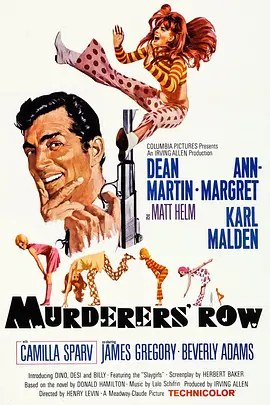 COLUMBIA PICTURES Presents
An IRVING ALLEN Production
DEAN ANN-
MARTIN·MARGRET
as MATT HELM
KARL
MALDEN
MURDERERS' ROW
CAMILLA SPARV JAMES GREGORY · BEVERLY ADAMS
Introducing DINO, DESI and BILLY · Featuring the "Slaygirls" · Screenplay by HERBERT BAKER
Based on the novel by DONALD HAMILTON · Music by Lalo Schifrin · Produced by IRVING ALLEN
Directed by HENRY LEVIN · A Meadway-Claude Picture TECHNICOLOR